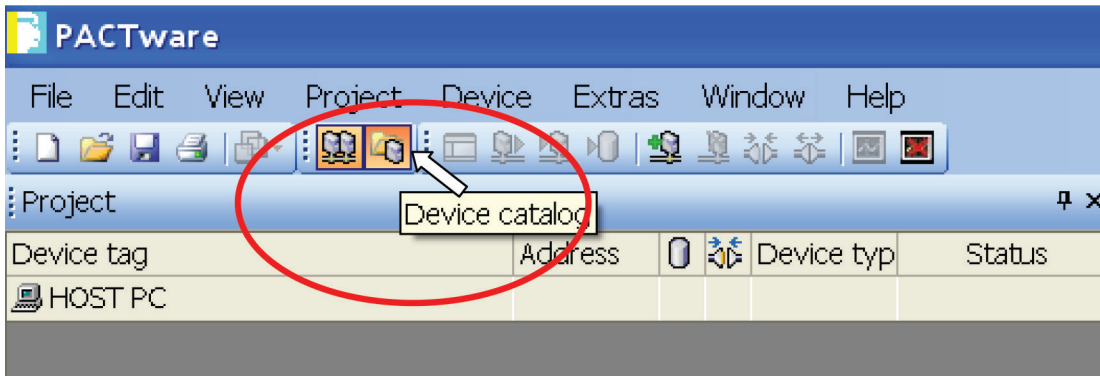 PACTware
File Edit View Project Device Extras Window Help
Project
Device catalog
Device tag Address Device typ Status
HOST PC